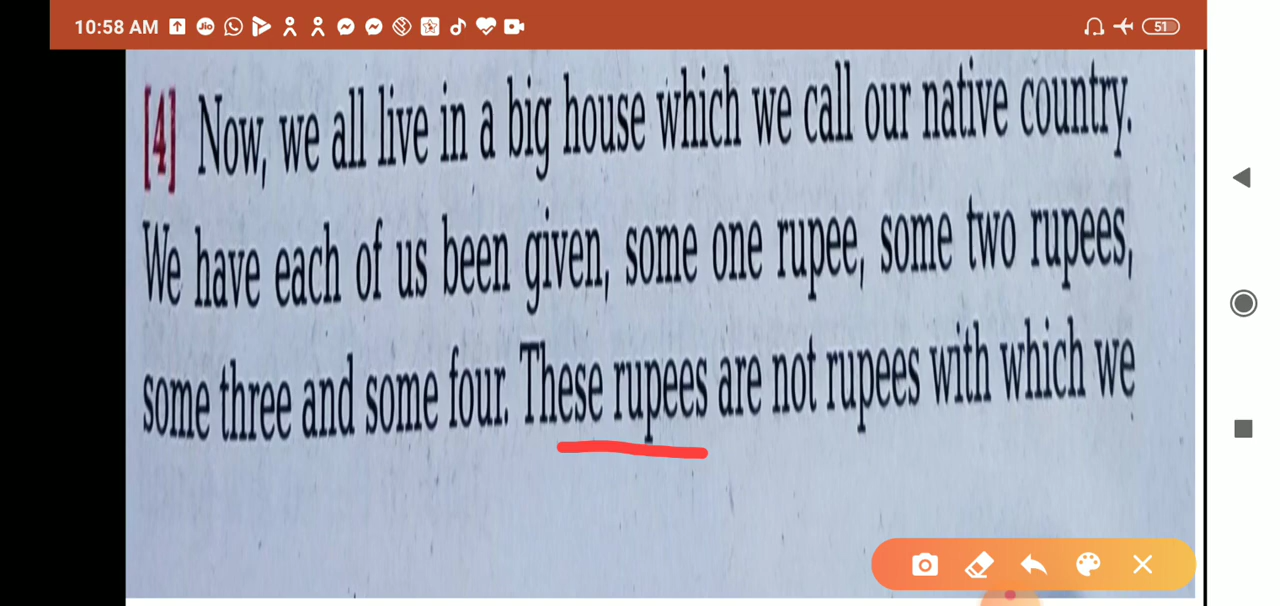 10:58 AM
51
[4] Now, we all live in a big house which we call our native country.
We have each of us been given, some one rupee, some two rupees,
some three and some four. These rupees are not rupees with which we